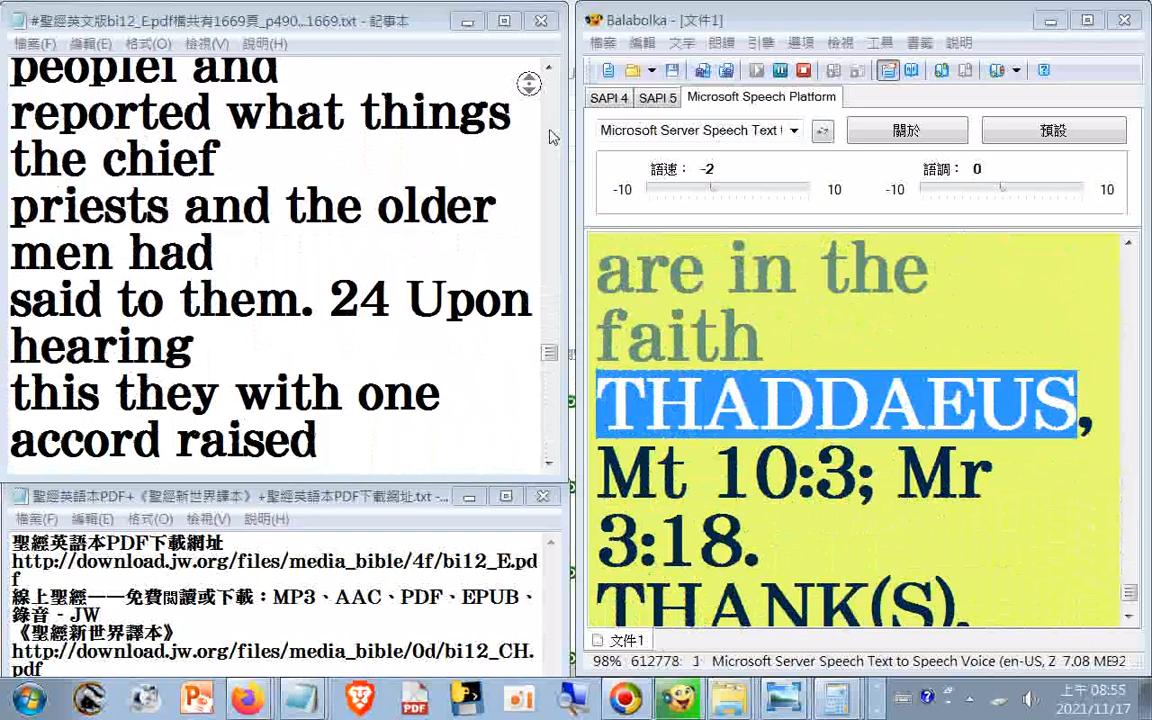 #聖經英文版bi12_E.pdf檔共有1669頁_p490...1669.txt - 記事本
檔案(F) 編輯(E) 格式(O) 檢視(V) 說明(H)
peoplei and
reported what things
the chief
priests and the older
men had
said to them. 24 Upon
hearing
this they with one
accord raised
聖經英語本PDF+《聖經新世界譯本》+聖經英語本PDF下載網址.txt -...
檔案(F) 編輯(E) 格式(O) 檢視(V) 說明(H)
聖經英語本PDF下載網址
http://download.jw.org/files/media_bible/4f/bi12_E.pd
f
線上聖經——免費閱讀或下載：MP3、AAC、PDF、EPUB、
錄音 - JW
《聖經新世界譯本》
http://download.jw.org/files/media_bible/0d/bi12_CH.
pdf
Balabolka - [文件1]
檔案 編輯 文字 朗讀 引擎 選項 檢視 工具 書籤 說明
SAPI 4 SAPI 5 Microsoft Speech Platform
Microsoft Server Speech Text
關於
預設
語速： -2
語調： 0
-10 10 -10 10
are in the
faith
THADDAEUS,
Mt 10:3; Mr
3:18.
THANK(S),
文件1
98% 612778: 1 Microsoft Server Speech Text to Speech Voice (en-US, Z 7.08 ME92
上午 08:55
2021/11/17